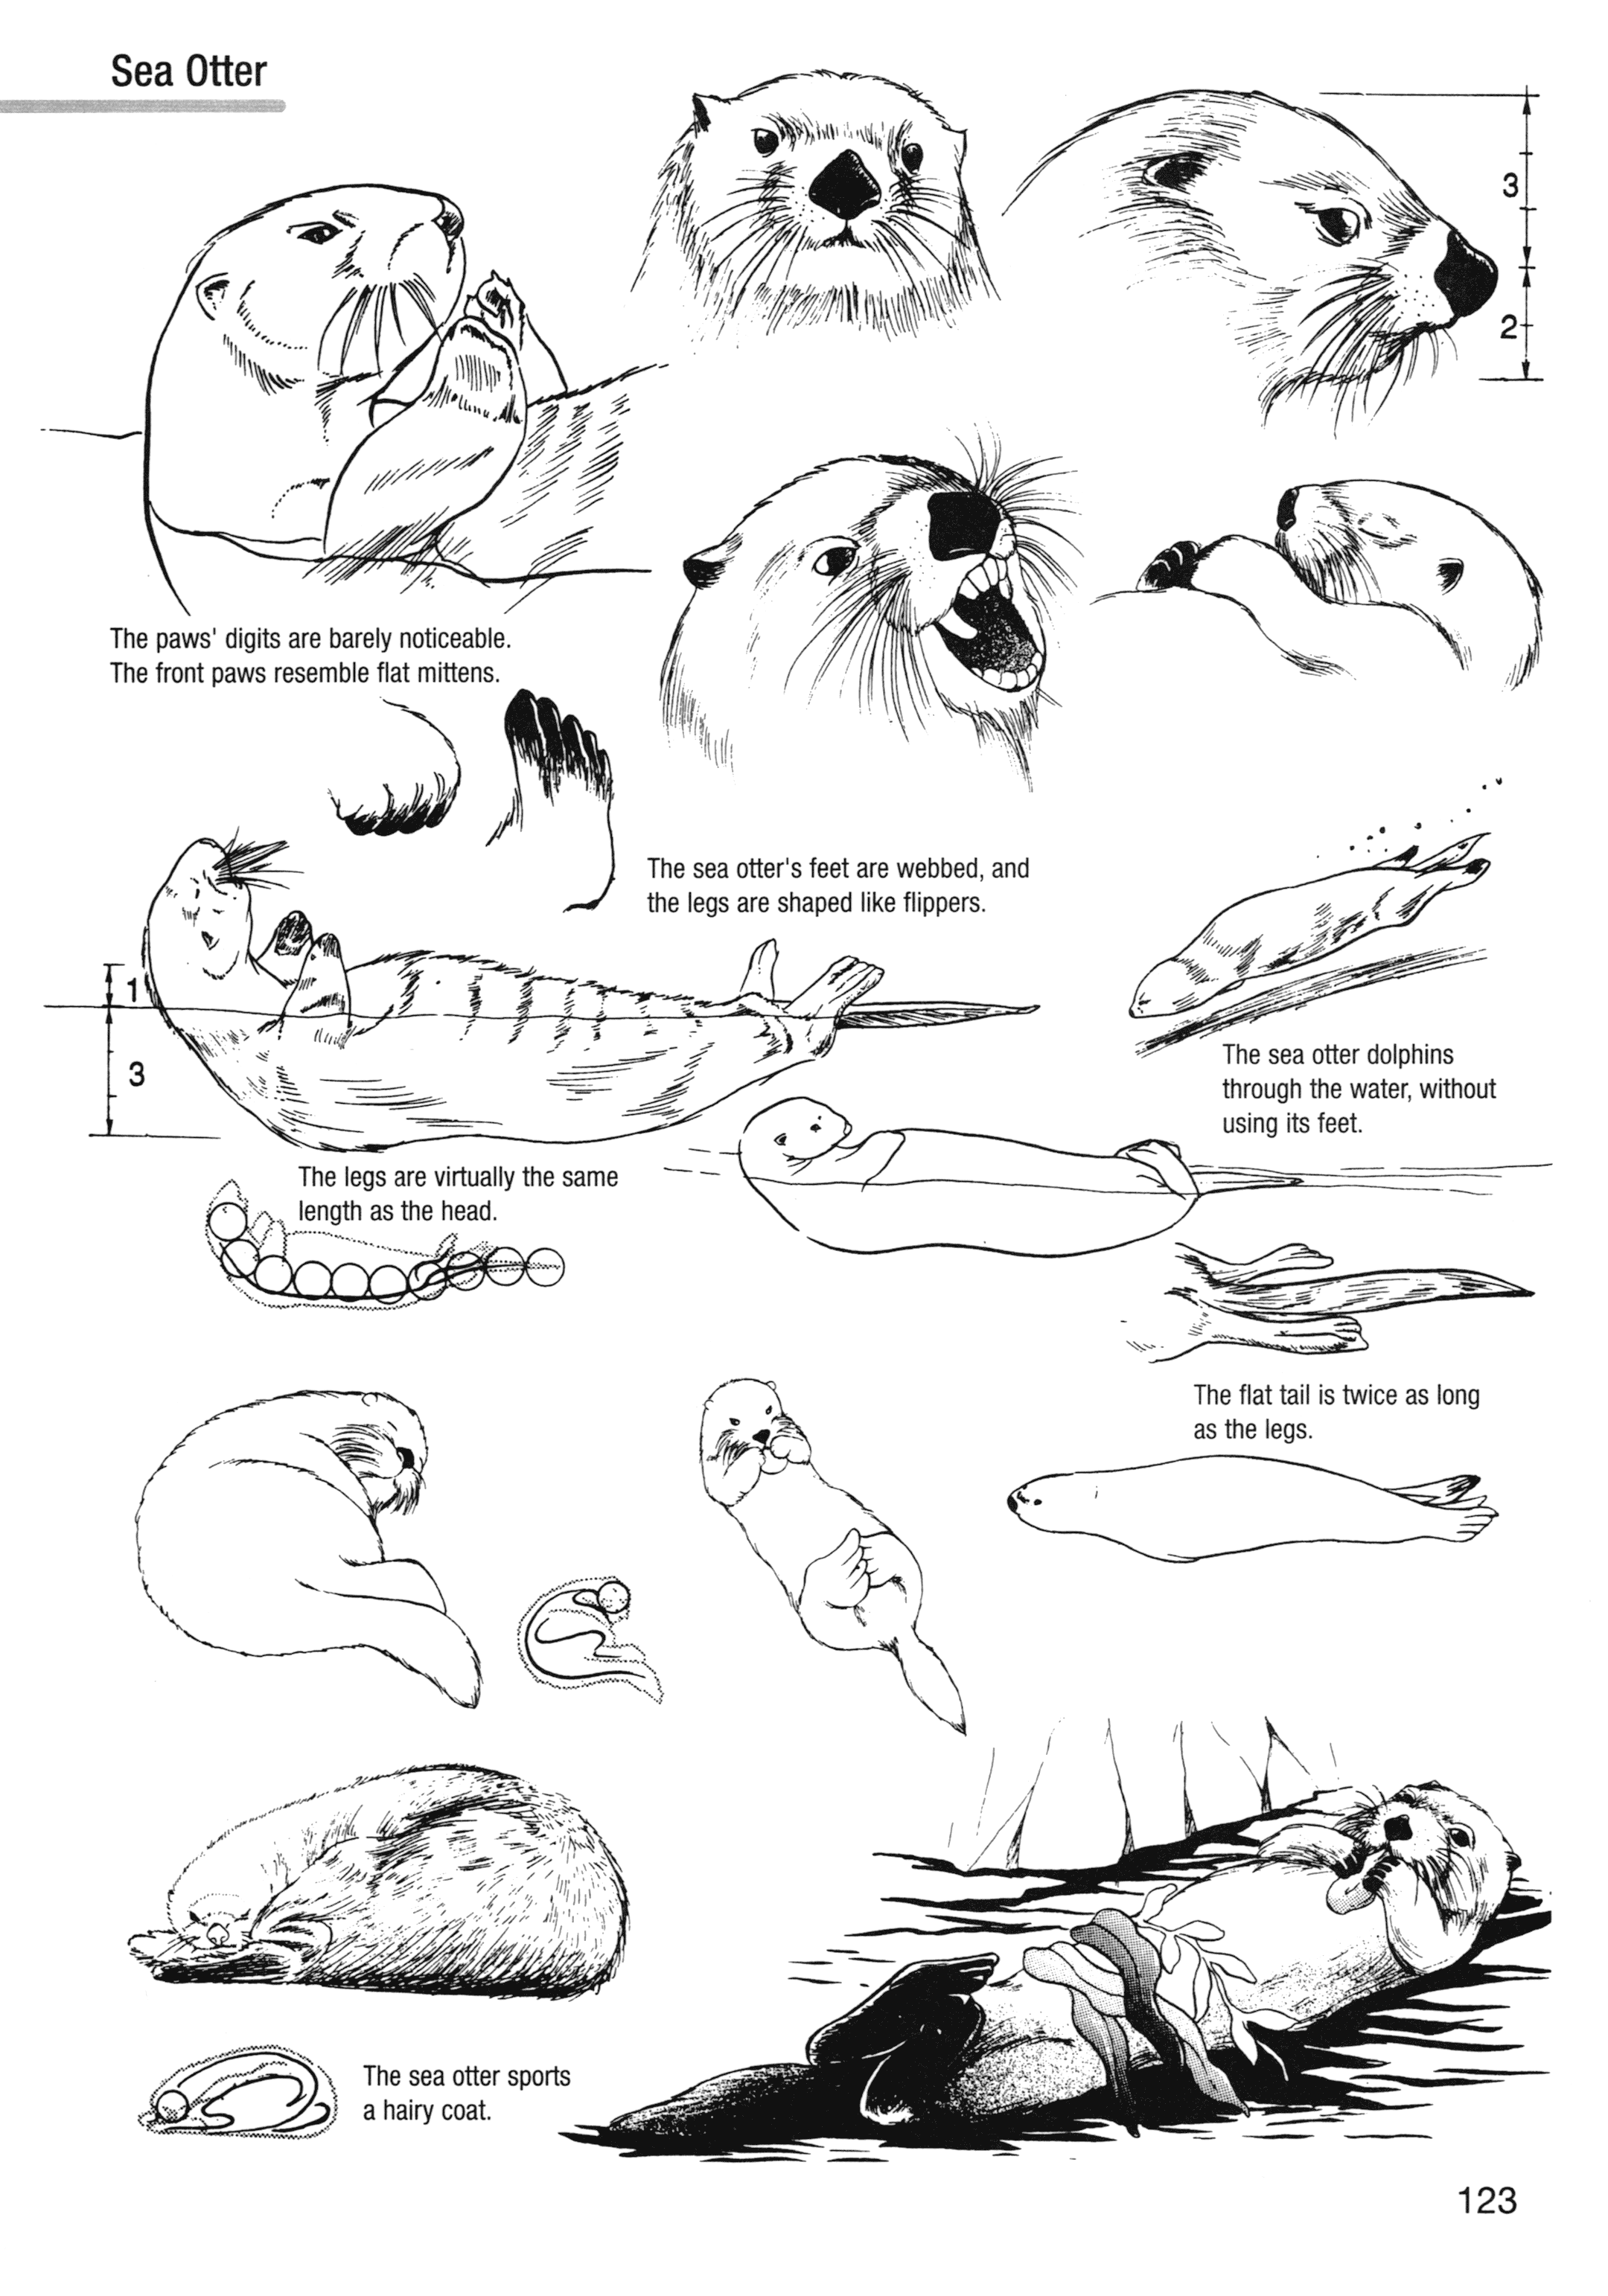 Sea Otter
3
2
The paws' digits are barely noticeable.
The front paws resemble flat mittens.
The sea otter's feet are webbed, and
the legs are shaped like flippers.
1
3
The sea otter dolphins
through the water, without
using its feet.
The legs are virtually the same
length as the head.
The flat tail is twice as long
as the legs.
The sea otter sports
a hairy coat.
123